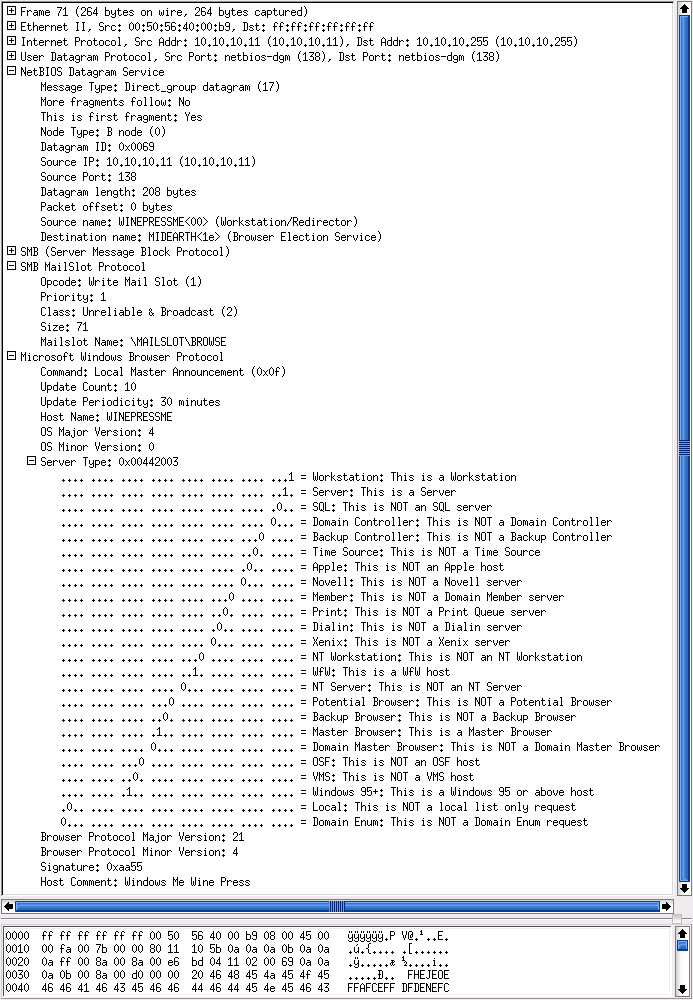 Frame 71 (264 bytes on wire, 264 bytes captured)
Ethernet II, Src: 00:50:56:40:00:b9, Dst: ff:ff:ff:ff:ff:ff
Internet Protocol, Src Addr: 10.10.10.11 (10.10.10.11), Dst Addr: 10.10.10.255 (10.10.10.255)
User Datagram Protocol, Src Port: netbios-dgm (138), Dst Port: netbios-dgm (138)
NetBIOS Datagram Service
Message Type: Direct_group datagram (17)
More fragments follow: No
This is first fragment: Yes
Node Type: B node (0)
Datagram ID: 0x0069
Source IP: 10.10.10.11 (10.10.10.11)
Source Port: 138
Datagram length: 208 bytes
Packet offset: 0 bytes
Source name: WINEPRESSME<00> (Workstation/Redirector)
Destination name: MIDEARTH<1e> (Browser Election Service)
SMB (Server Message Block Protocol)
SMB MailSlot Protocol
Opcode: Write Mail Slot (1)
Priority: 1
Class: Unreliable & Broadcast (2)
Size: 71
Mailslot Name: \MAILSLOT\BROWSE
Microsoft Windows Browser Protocol
Command: Local Master Announcement (0x0f)
Update Count: 10
Update Periodicity: 30 minutes
Host Name: WINEPRESSME
OS Major Version: 4
OS Minor Version: 0
Server Type: 0x00442003
.... .... .... .... .... .... .... ...1 = Workstation: This is a Workstation
.... .... .... .... .... .... .... ..1. = Server: This is a Server
.... .... .... .... .... .... .... .0.. = SQL: This is NOT an SQL server
.... .... .... .... .... .... .... 0... = Domain Controller: This is NOT a Domain Controller
.... .... .... .... .... .... ...0 .... = Backup Controller: This is NOT a Backup Controller
.... .... .... .... .... .... ..0. .... = Time Source: This is NOT a Time Source
.... .... .... .... .... .... .0.. .... = Apple: This is NOT an Apple host
.... .... .... .... .... .... 0... .... = Novell: This is NOT a Novell server
.... .... .... .... .... ...0 .... .... = Member: This is NOT a Domain Member server
.... .... .... .... .... ..0. .... .... = Print: This is NOT a Print Queue server
.... .... .... .... .... .0.. .... .... = Dialin: This is NOT a Dialin server
.... .... .... .... .... 0... .... .... = Xenix: This is NOT a Xenix server
.... .... .... .... ...0 .... .... .... = NT Workstation: This is NOT an NT Workstation
.... .... .... .... ..1. .... .... .... = WfW: This is a WfW host
.... .... .... .... 0... .... .... .... = NT Server: This is NOT an NT Server
.... .... .... ...0 .... .... .... .... = Potential Browser: This is NOT a Potential Browser
.... .... .... ..0. .... .... .... .... = Backup Browser: This is NOT a Backup Browser
.... .... .... .1.. .... .... .... .... = Master Browser: This is a Master Browser
.... .... .... 0... .... .... .... .... = Domain Master Browser: This is NOT a Domain Master Browser
.... .... ...0 .... .... .... .... .... = OSF: This is NOT an OSF host
.... .... ..0. .... .... .... .... .... = VMS: This is NOT a VMS host
.... .... .1.. .... .... .... .... .... = Windows 95+: This is a Windows 95 or above host
.0.. .... .... .... .... .... .... .... = Local: This is NOT a local list only request
0... .... .... .... .... .... .... .... = Domain Enum: This is NOT a Domain Enum request
Browser Protocol Major Version: 21
Browser Protocol Minor Version: 4
Signature: 0xaa55
Host Comment: Windows Me Wine Press
0000 ff ff ff ff ff ff 00 50 56 40 00 b9 08 00 45 00 ÿÿÿÿÿÿ.P V@.¹..E.
0010 00 fa 00 7b 00 00 80 11 10 5b 0a 0a 0a 0b 0a 0a .ú.{.... .[......
0020 0a ff 00 8a 00 8a 00 e6 bd 04 11 02 00 69 0a 0a .ÿ.....æ ½....i..
0030 0a 0b 00 8a 00 d0 00 00 20 46 48 45 4a 45 4f 45 .....Ð.. FHEJEOE
0040 46 46 41 46 43 45 46 46 44 46 44 45 4e 45 46 43 FFAFCEFF DFDENEFC